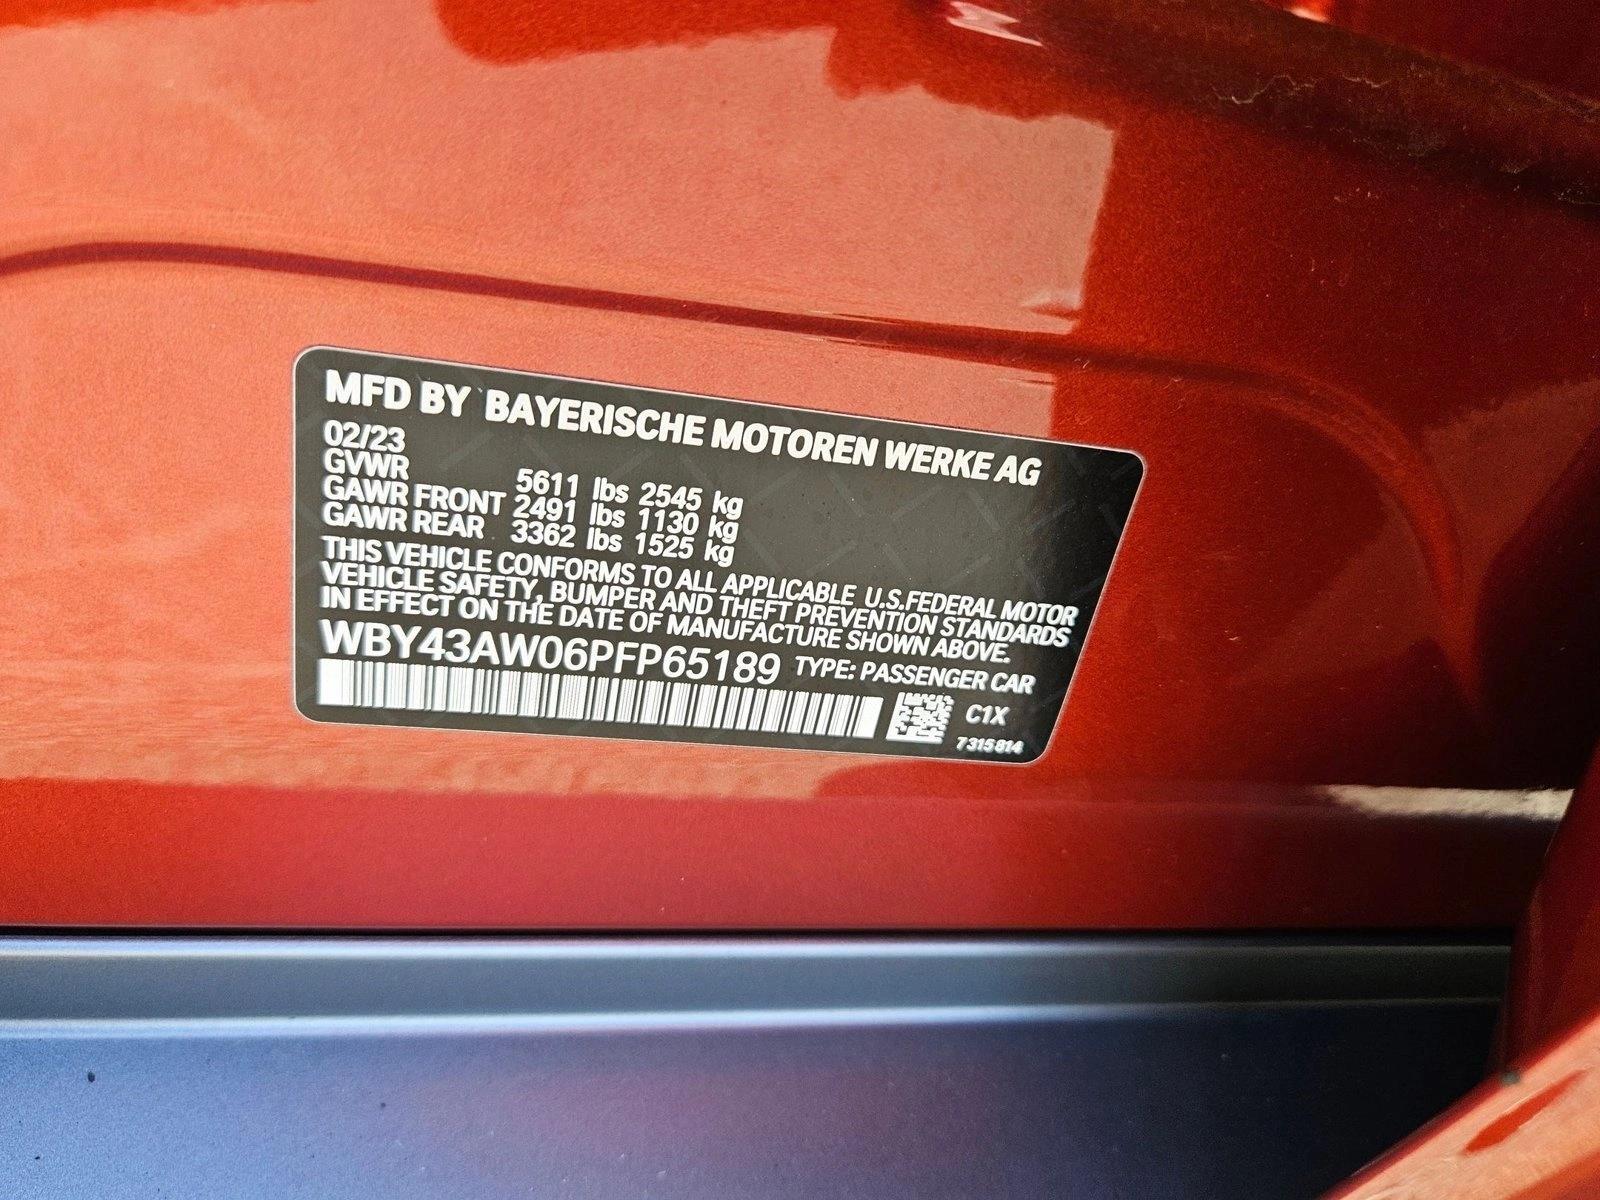 MFD BY BAYERISCHE MOTOREN WERKE AG
02/23
GVWR 5611 lbs 2545 kg
GAWR FRONT 2491 lbs 1130 kg
GAWR REAR 3362 lbs 1525 kg
THIS VEHICLE CONFORMS TO ALL APPLICABLE U.S.FEDERAL MOTOR
VEHICLE SAFETY, BUMPER AND THEFT PREVENTION STANDARDS
IN EFFECT ON THE DATE OF MANUFACTURE SHOWN ABOVE.
WBY43AW06PFP65189 TYPE: PASSENGER CAR
C1X
7315814